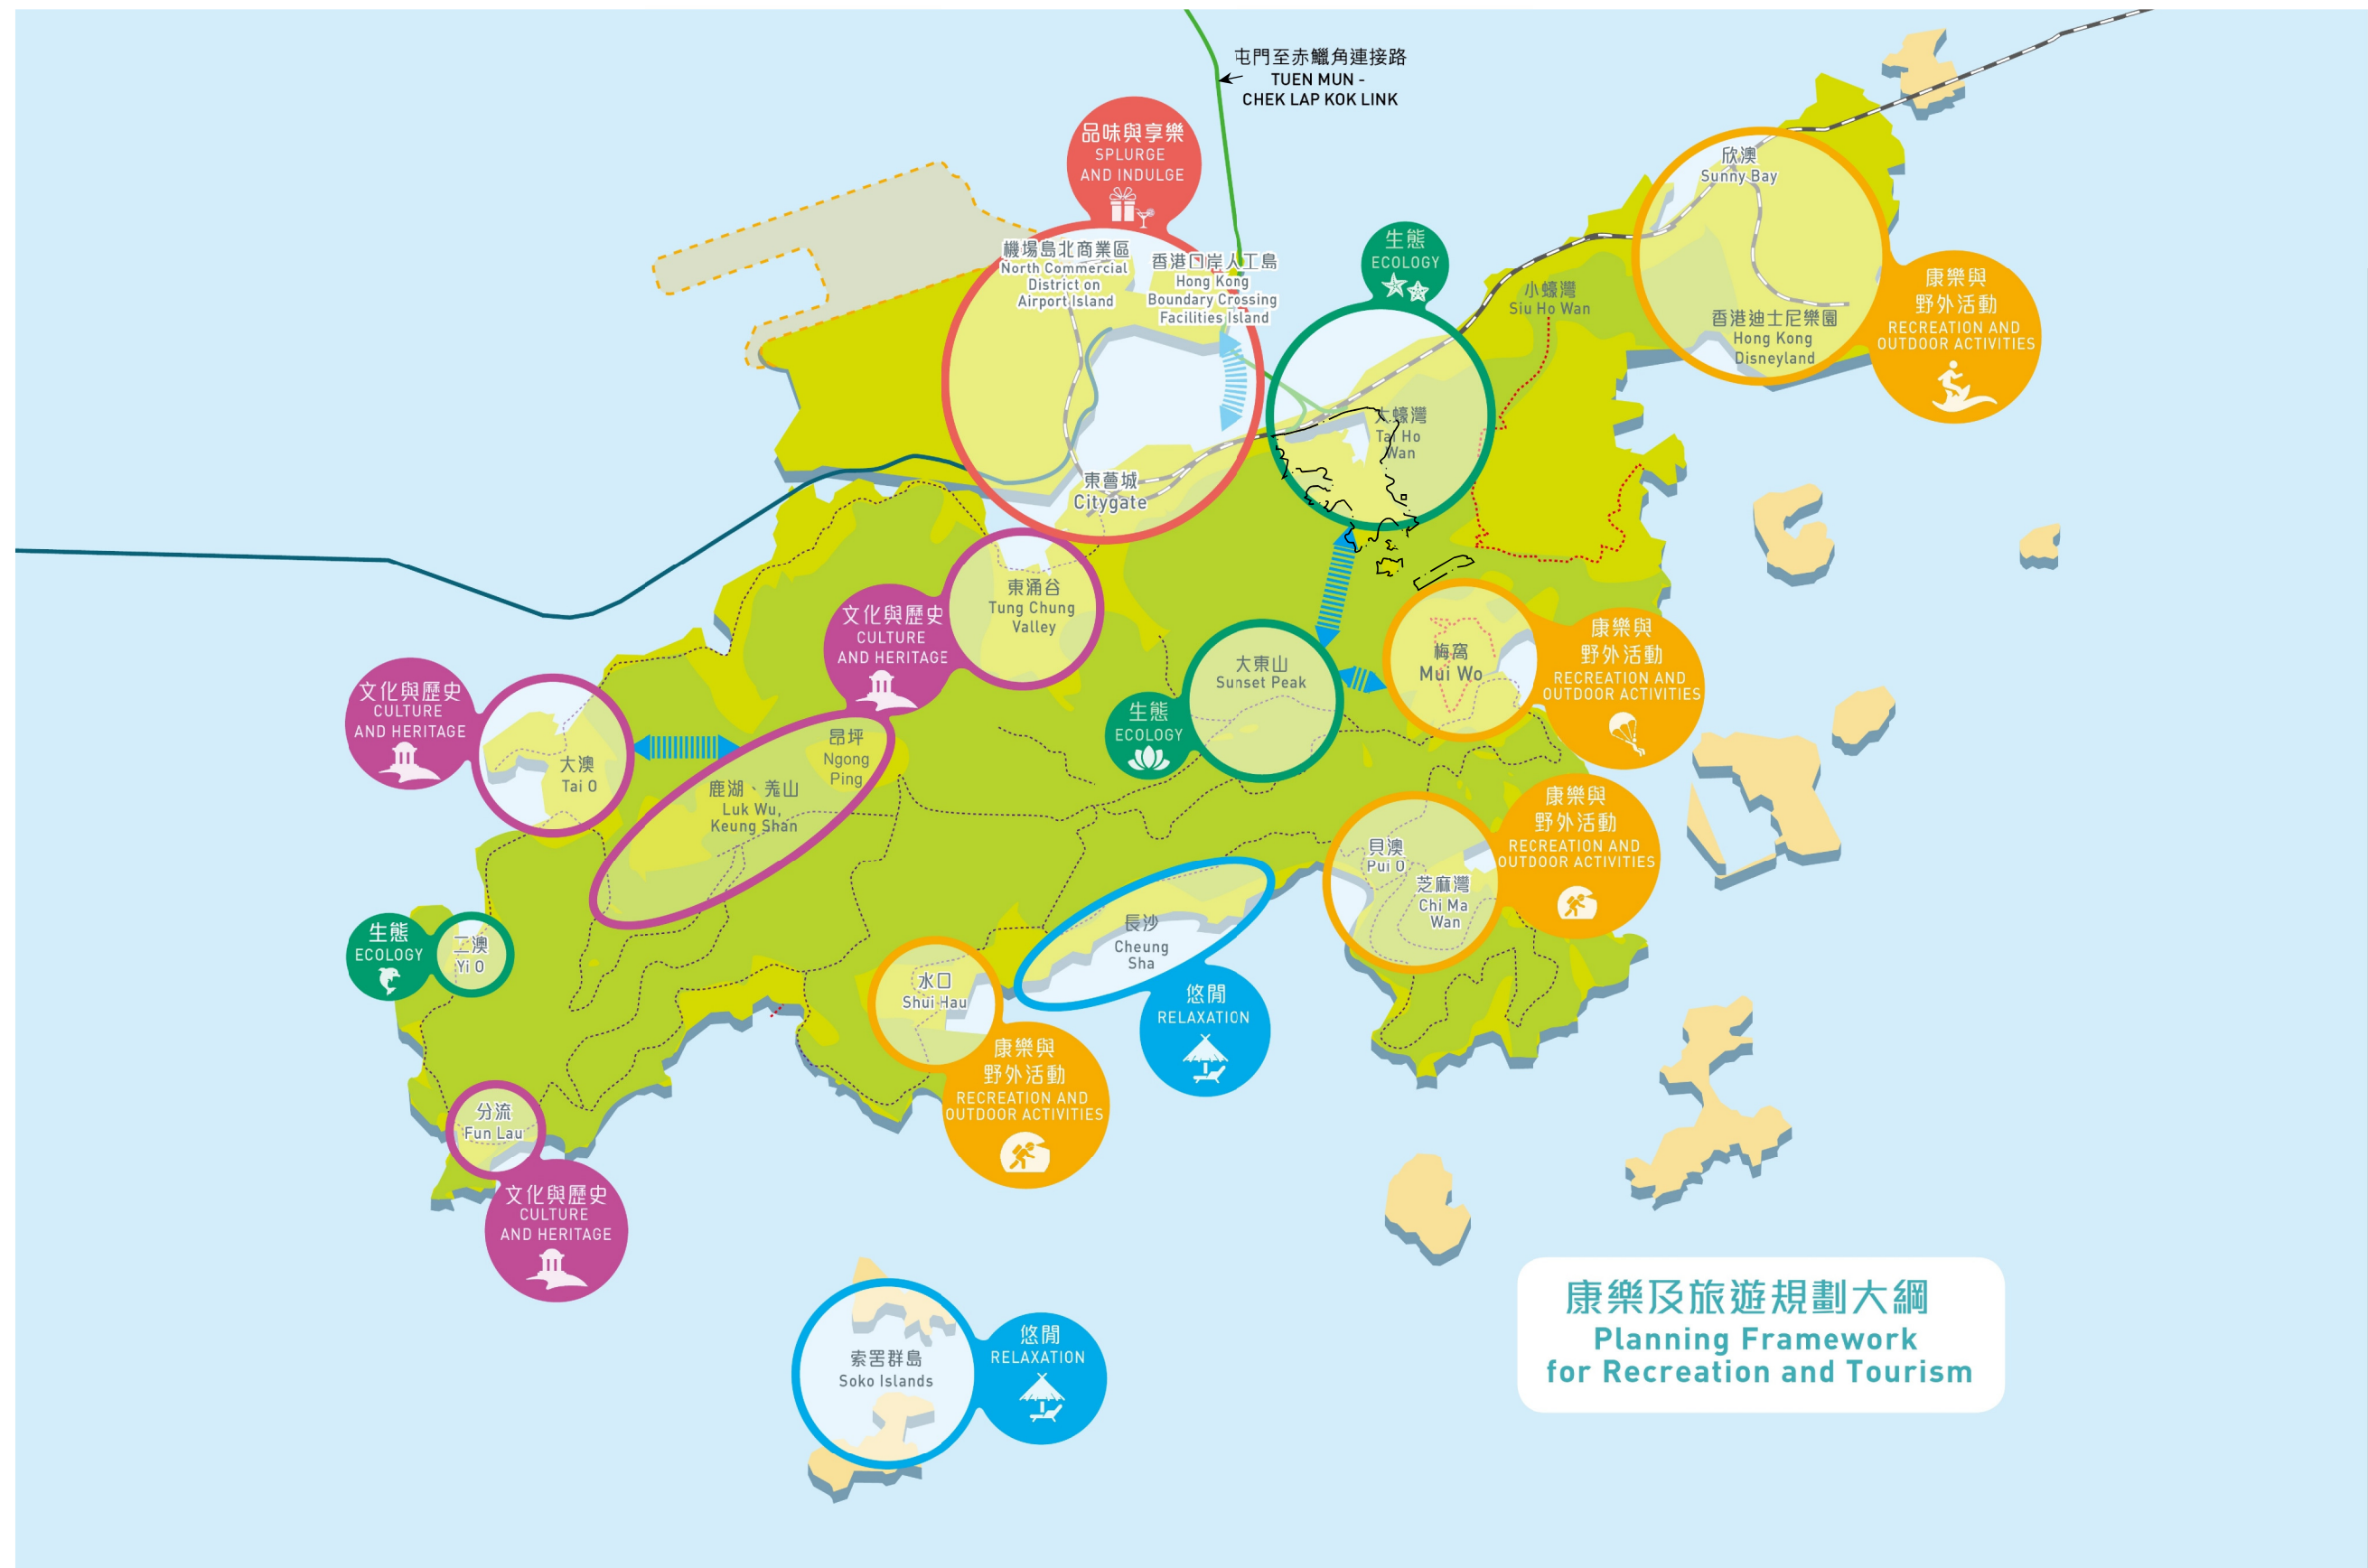 屯門至赤鱲角連接路
TUEN MUN -
CHEK LAP KOK LINK
品味與享樂
SPLURGE
AND INDULGE
機場島北商業區
North Commercial
District on
Airport Island
香港口岸人工島
Hong Kong
Boundary Crossing
Facilities Island
東薈城
Citygate
生態
ECOLOGY
大蠔灣
Tai Ho
Wan
小蠔灣
Siu Ho Wan
欣澳
Sunny Bay
香港迪士尼樂園
Hong Kong
Disneyland
康樂與
野外活動
RECREATION AND
OUTDOOR ACTIVITIES
東涌谷
Tung Chung
Valley
文化與歷史
CULTURE
AND HERITAGE
文化與歷史
CULTURE
AND HERITAGE
大澳
Tai O
昂坪
Ngong
Ping
鹿湖、羗山
Luk Wu,
Keung Shan
大東山
Sunset Peak
生態
ECOLOGY
梅窩
Mui Wo
康樂與
野外活動
RECREATION AND
OUTDOOR ACTIVITIES
貝澳
Pui O
芝麻灣
Chi Ma
Wan
康樂與
野外活動
RECREATION AND
OUTDOOR ACTIVITIES
生態
ECOLOGY
二澳
Yi O
長沙
Cheung
Sha
悠閒
RELAXATION
水口
Shui Hau
康樂與
野外活動
RECREATION AND
OUTDOOR ACTIVITIES
分流
Fun Lau
文化與歷史
CULTURE
AND HERITAGE
索罟群島
Soko Islands
悠閒
RELAXATION
康樂及旅遊規劃大綱
Planning Framework
for Recreation and Tourism